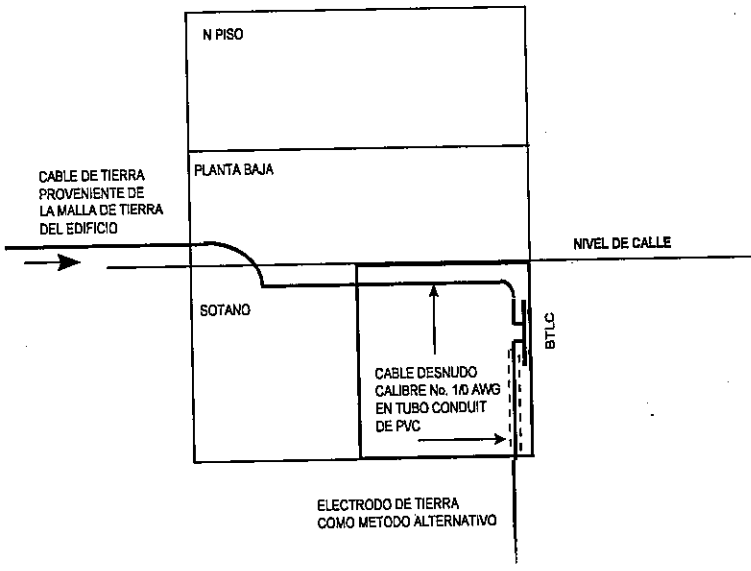 N PISO
PLANTA BAJA
CABLE DE TIERRA
PROVENIENTE DE
LA MALLA DE TIERRA
DEL EDIFICIO
NIVEL DE CALLE
SOTANO
BTLC
CABLE DESNUDO
CALIBRE No. 1/0 AWG
EN TUBO CONDUIT
DE PVC
ELECTRODO DE TIERRA
COMO METODO ALTERNATIVO